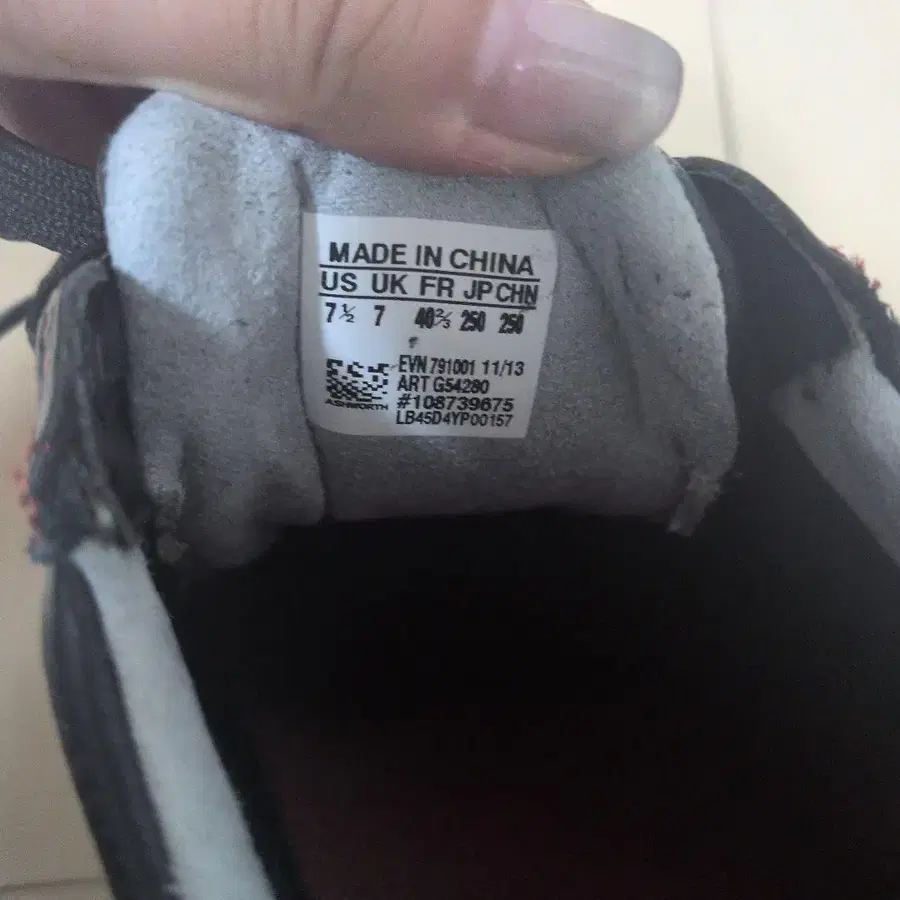 MADE IN CHINA
US UK FR JP CHN
7½ 7 40⅔ 250 250
EVN 791001 11/13
ART G54280
ASHWORTH #108739675
LB45D4YP00157